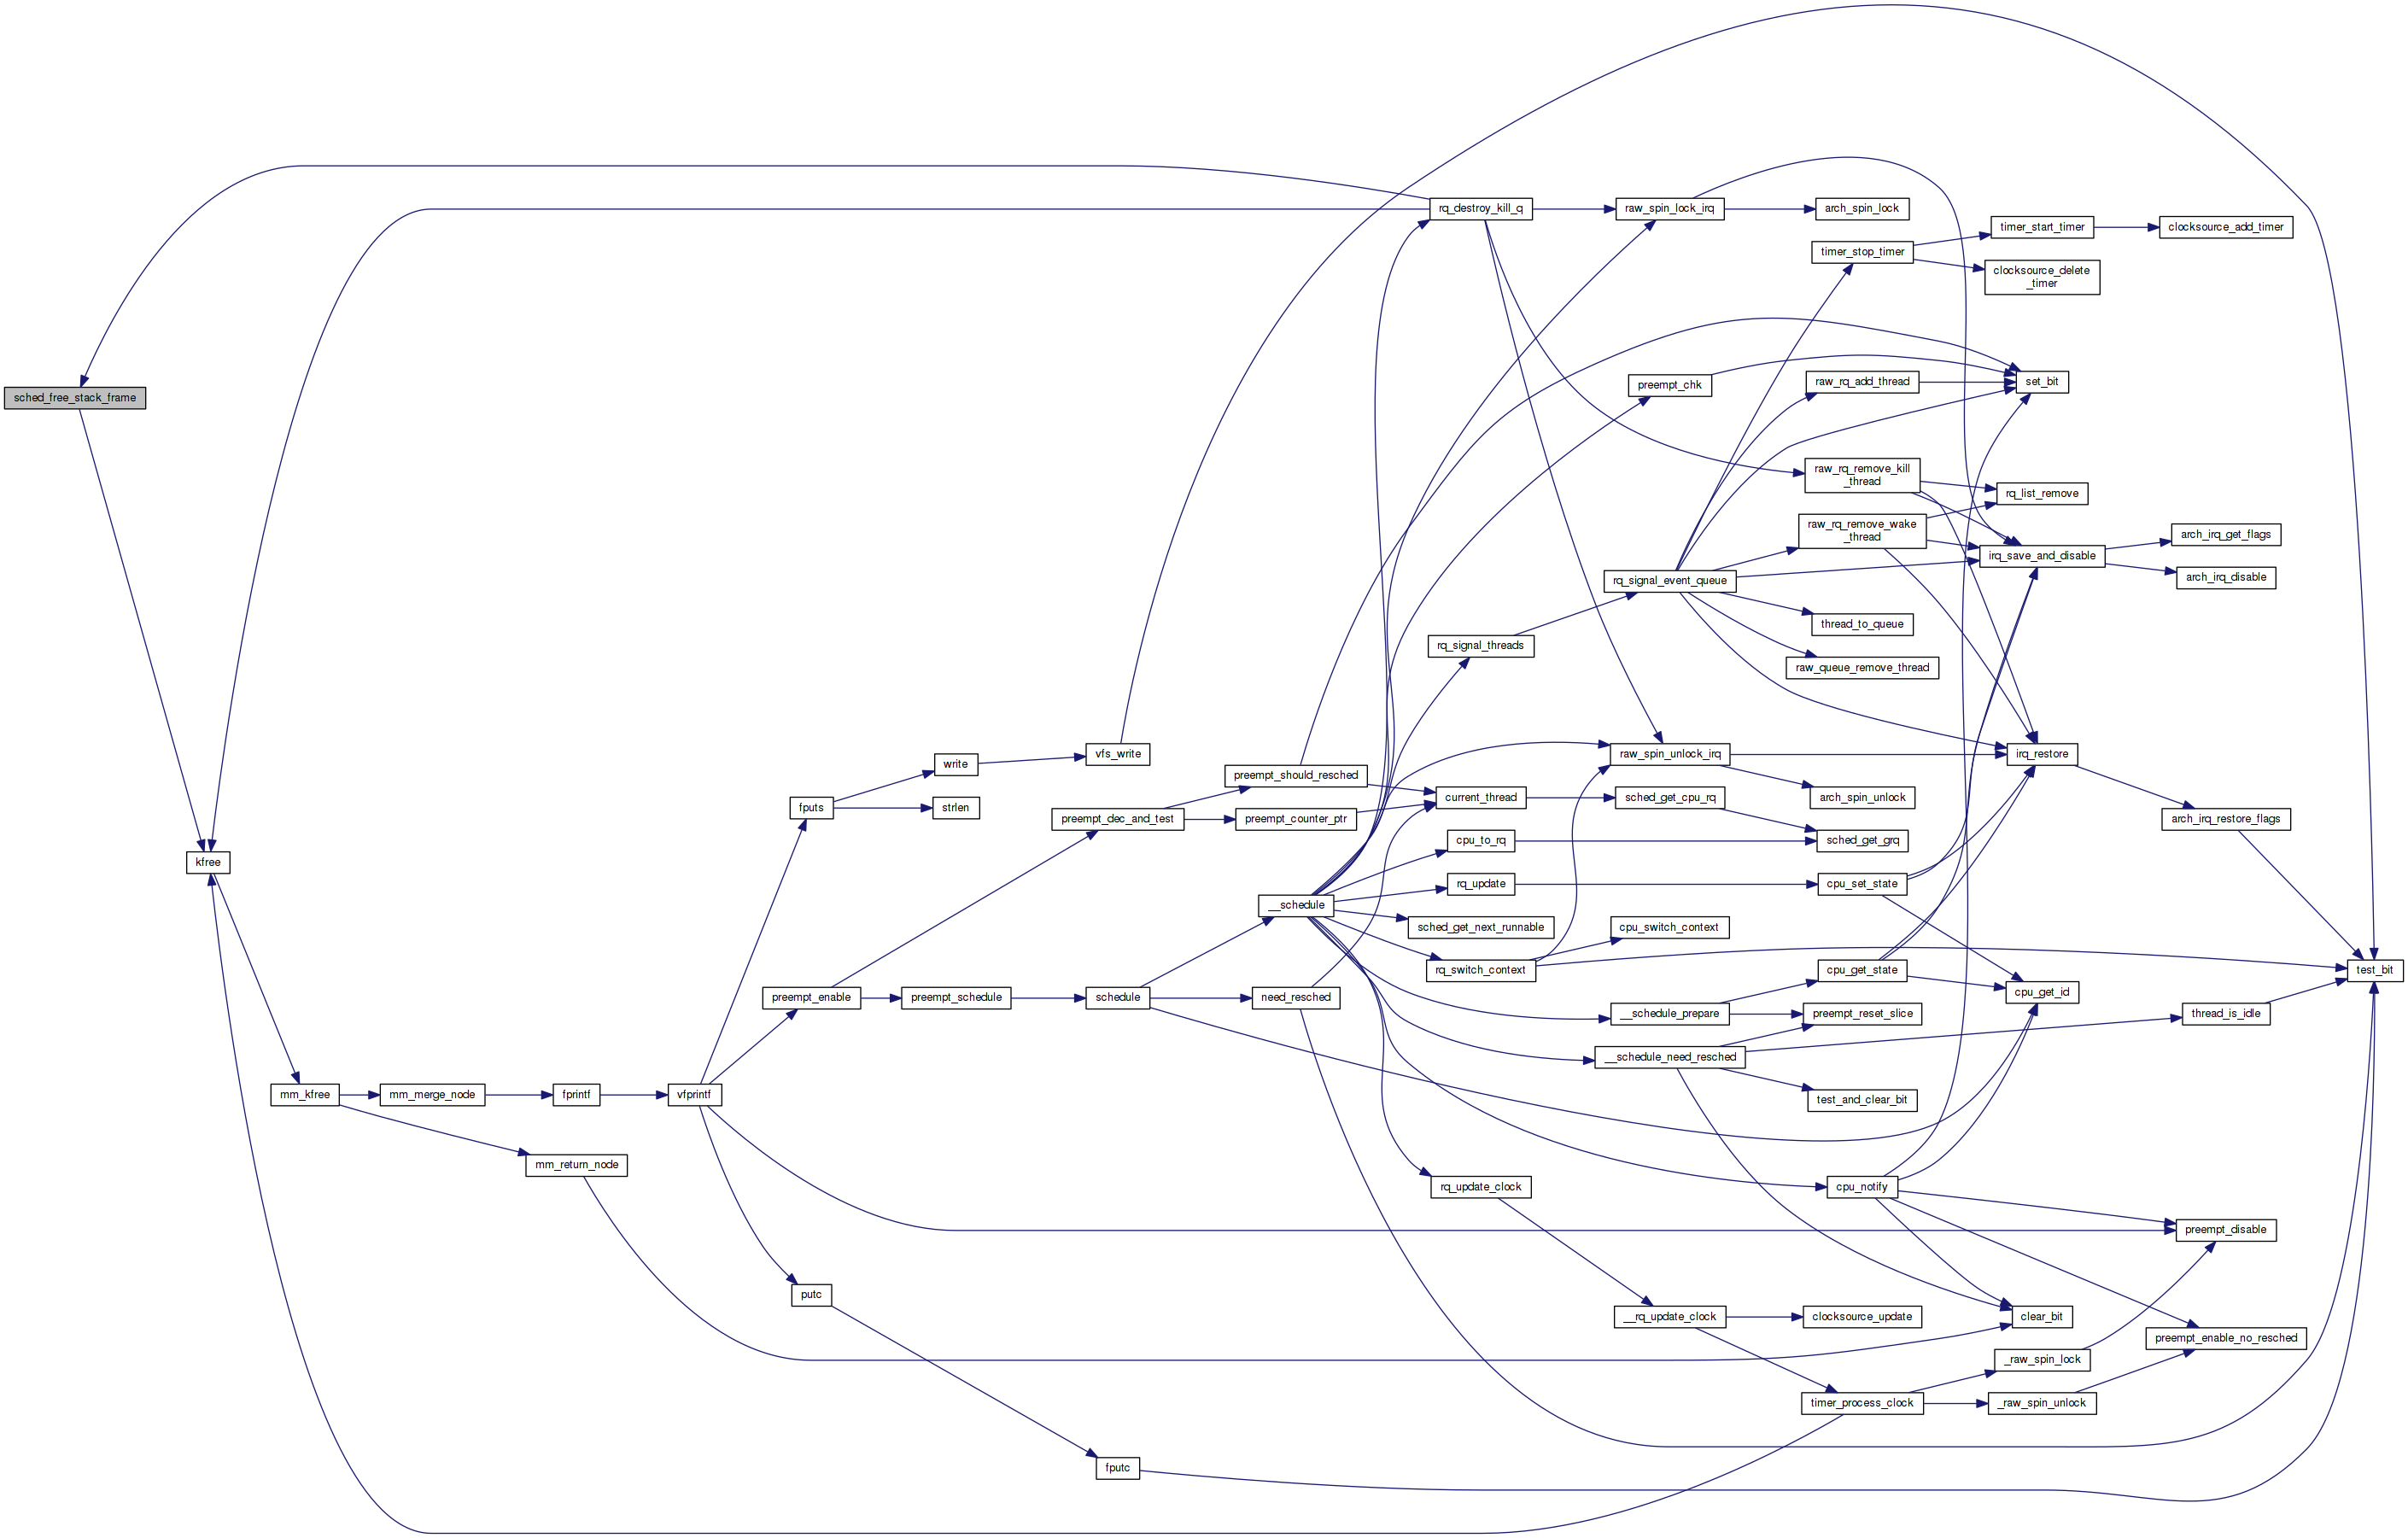 rq_destroy_kill_q
raw_spin_lock_irq
arch_spin_lock
timer_start_timer
clocksource_add_timer
timer_stop_timer
clocksource_delete
_timer
sched_free_stack_frame
preempt_chk
raw_rq_add_thread
set_bit
raw_rq_remove_kill
_thread
rq_list_remove
raw_rq_remove_wake
_thread
arch_irq_get_flags
irq_save_and_disable
rq_signal_event_queue
arch_irq_disable
thread_to_queue
rq_signal_threads
raw_queue_remove_thread
write
vfs_write
raw_spin_unlock_irq
irq_restore
preempt_should_resched
fputs
strlen
current_thread
sched_get_cpu_rq
arch_spin_unlock
preempt_dec_and_test
preempt_counter_ptr
arch_irq_restore_flags
kfree
cpu_to_rq
sched_get_grq
rq_update
cpu_set_state
__schedule
sched_get_next_runnable
cpu_switch_context
rq_switch_context
cpu_get_state
test_bit
preempt_enable
preempt_schedule
schedule
need_resched
cpu_get_id
__schedule_prepare
preempt_reset_slice
thread_is_idle
__schedule_need_resched
mm_kfree
mm_merge_node
fprintf
vfprintf
test_and_clear_bit
mm_return_node
rq_update_clock
cpu_notify
preempt_disable
putc
__rq_update_clock
clocksource_update
clear_bit
preempt_enable_no_resched
_raw_spin_lock
timer_process_clock
_raw_spin_unlock
fputc